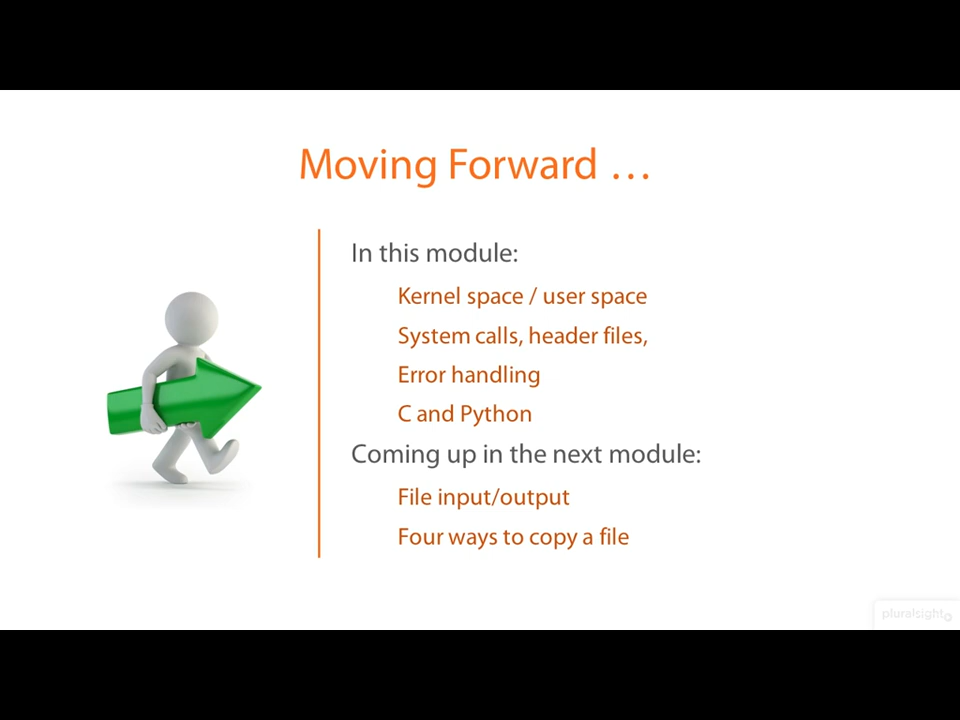 Moving Forward …
In this module:
Kernel space / user space
System calls, header files,
Error handling
C and Python
Coming up in the next module:
File input/output
Four ways to copy a file
pluralsight